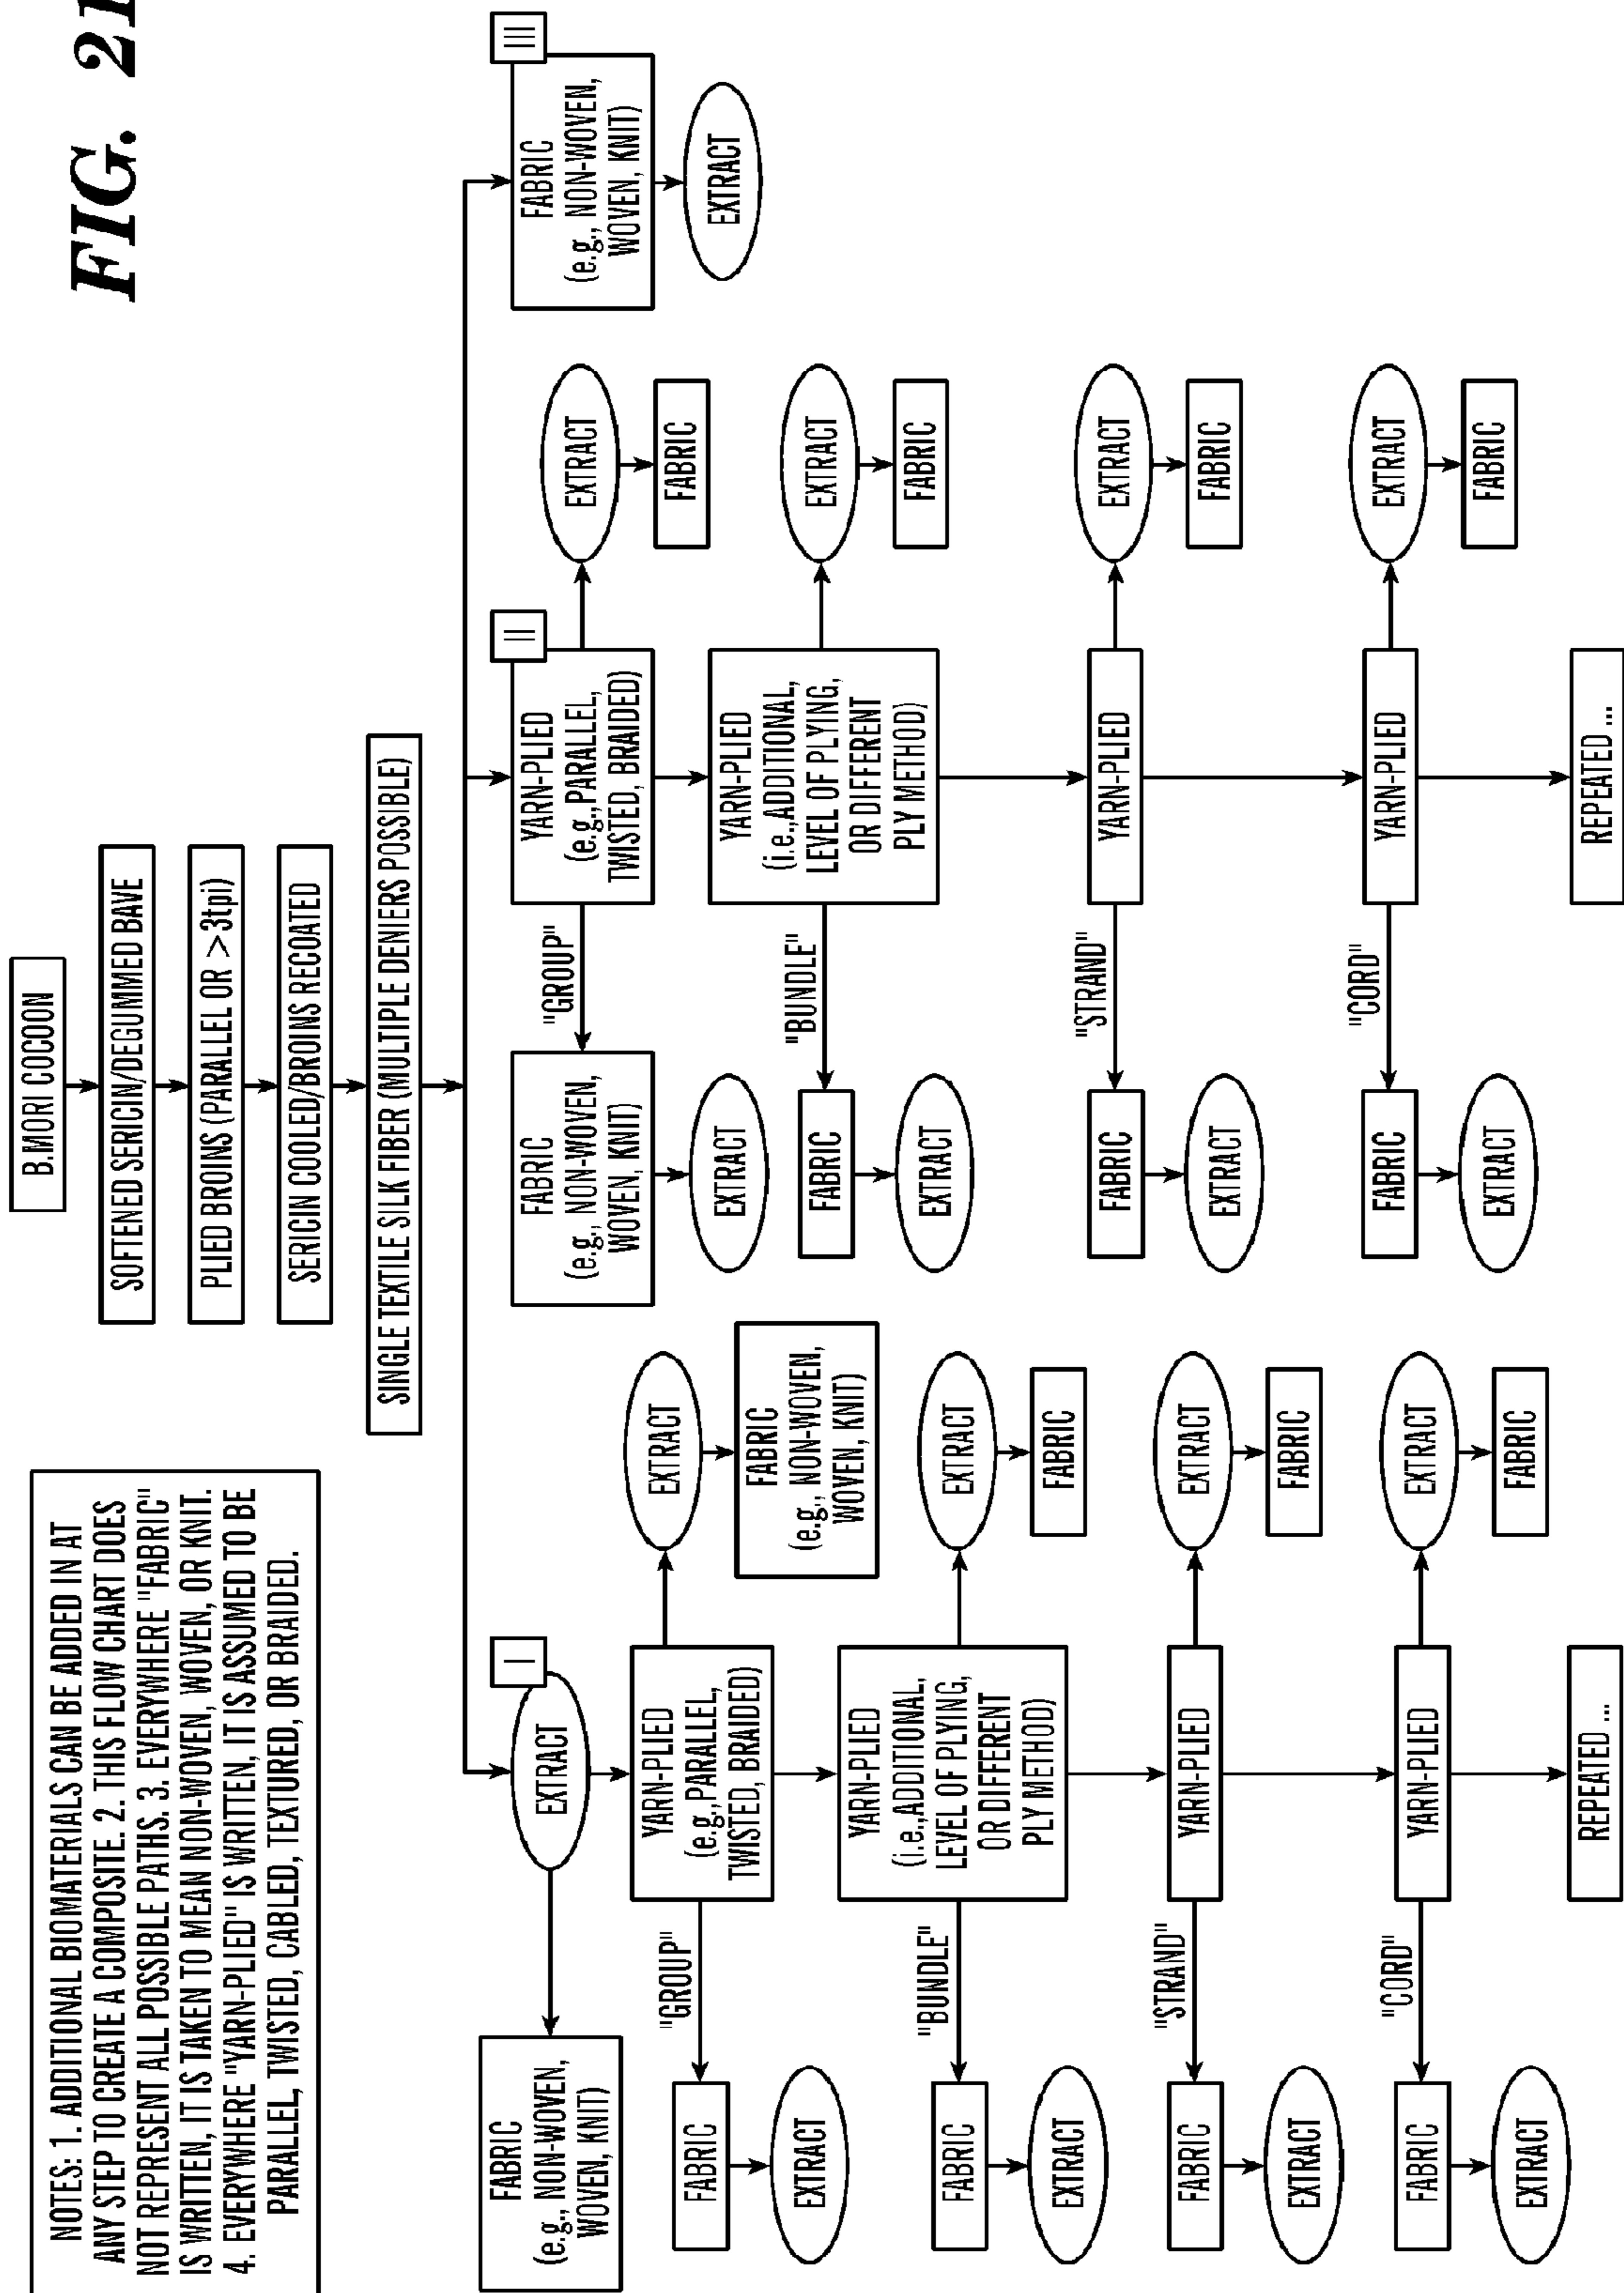 FIG. 21
NOTES: 1. ADDITIONAL BIOMATERIALS CAN BE ADDED IN AT
ANY STEP TO CREATE A COMPOSITE. 2. THIS FLOW CHART DOES
NOT REPRESENT ALL POSSIBLE PATHS. 3. EVERYWHERE "FABRIC"
IS WRITTEN, IT IS TAKEN TO MEAN NON-WOVEN, WOVEN, OR KNIT.
4. EVERYWHERE "YARN-PLIED" IS WRITTEN, IT IS ASSUMED TO BE
PARALLEL, TWISTED, CABLED, TEXTURED, OR BRAIDED.
B.MORI COCOON
SOFTENED SERICIN/DEGUMMED BAVE
PLIED BROINS (PARALLEL OR >3tpi)
SERICIN COOLED/BROINS RECOATED
SINGLE TEXTILE SILK FIBER (MULTIPLE DENIERS POSSIBLE)
I
EXTRACT
FABRIC
(e.g., NON-WOVEN,
WOVEN, KNIT)
YARN-PLIED
(e.g.,PARALLEL,
TWISTED, BRAIDED)
"GROUP"
FABRIC
EXTRACT
EXTRACT
FABRIC
(e.g., NON-WOVEN,
WOVEN, KNIT)
YARN-PLIED
(i.e.,ADDITIONAL,
LEVEL OF PLYING,
OR DIFFERENT
PLY METHOD)
"BUNDLE"
FABRIC
EXTRACT
EXTRACT
FABRIC
YARN-PLIED
"STRAND"
FABRIC
EXTRACT
EXTRACT
FABRIC
YARN-PLIED
"CORD"
FABRIC
EXTRACT
EXTRACT
FABRIC
REPEATED ...
II
YARN-PLIED
(e.g.,PARALLEL,
TWISTED, BRAIDED)
"GROUP"
FABRIC
(e.g., NON-WOVEN,
WOVEN, KNIT)
EXTRACT
EXTRACT
FABRIC
YARN-PLIED
(i.e.,ADDITIONAL,
LEVEL OF PLYING,
OR DIFFERENT
PLY METHOD)
"BUNDLE"
FABRIC
EXTRACT
EXTRACT
FABRIC
YARN-PLIED
"STRAND"
FABRIC
EXTRACT
EXTRACT
FABRIC
YARN-PLIED
"CORD"
FABRIC
EXTRACT
EXTRACT
FABRIC
REPEATED ...
III
FABRIC
(e.g., NON-WOVEN,
WOVEN, KNIT)
EXTRACT